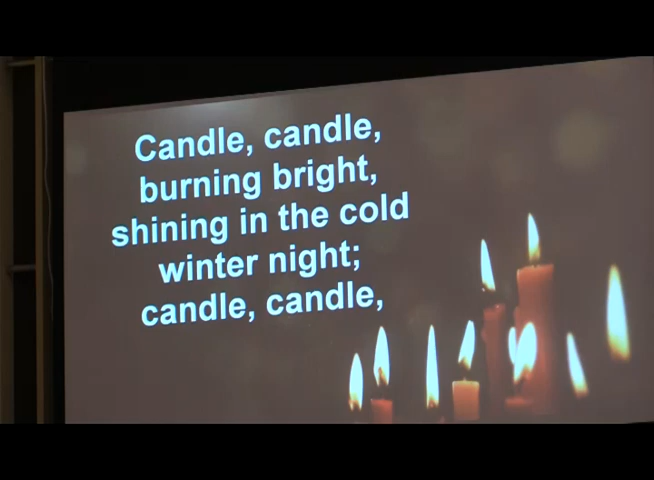 Candle, candle,
burning bright,
shining in the cold
winter night;
candle, candle,